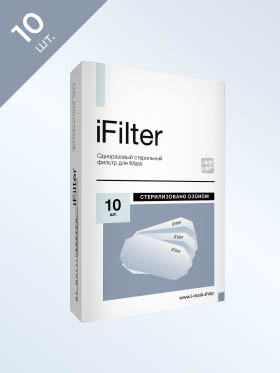 10 шт.
iFilter
Одноразовый стерильный
фильтр для iMask
СТЕРИЛИЗОВАНО ОЗОНОМ
10
шт.
iFilter
iFilter
iFilter
www.i-mask.shop
iFilter